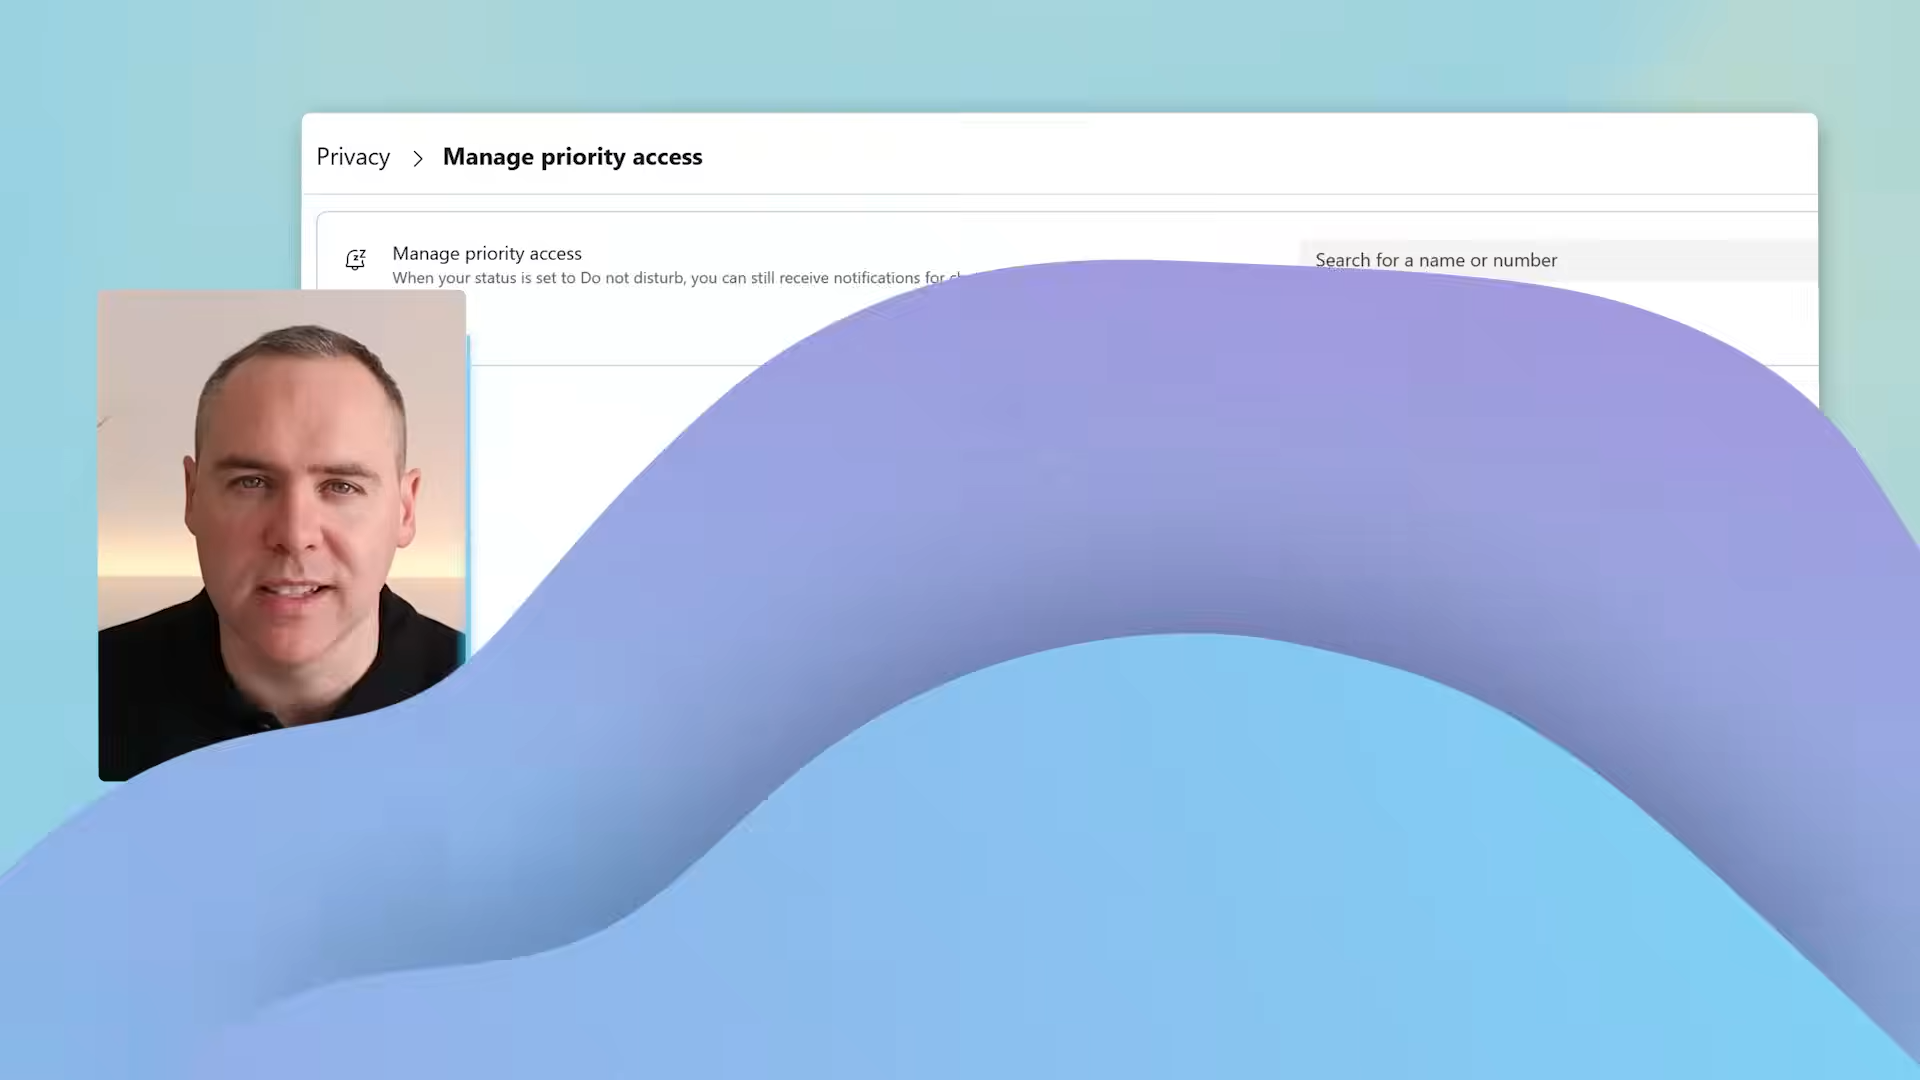 Privacy > Manage priority access
Manage priority access
Search for a name or number
When your status is set to Do not disturb, you can still receive notifications for